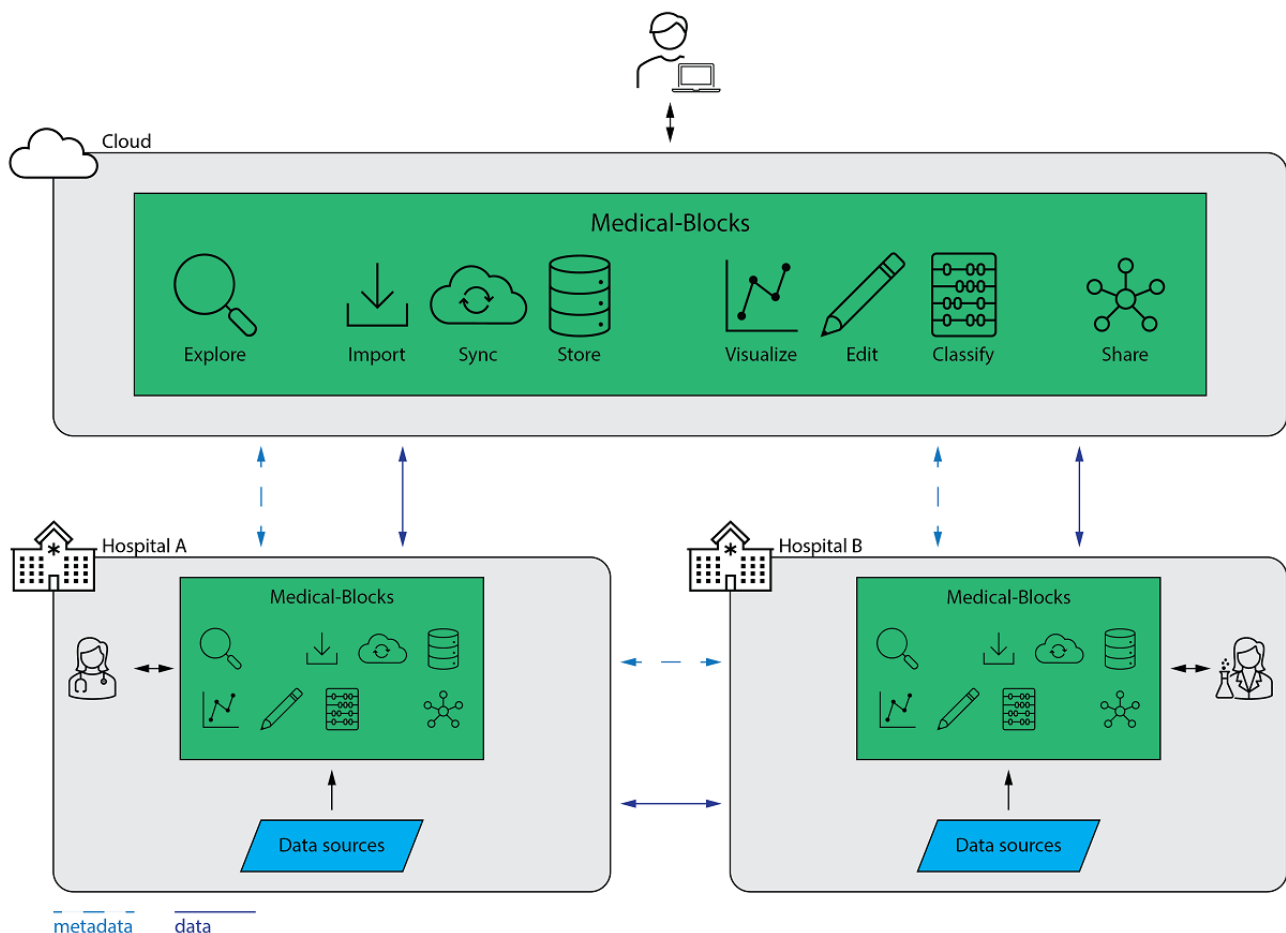 Cloud
Medical-Blocks
Explore
Import
Sync
Store
Visualize
Edit
Classify
Share
Hospital A
Medical-Blocks
Data sources
Hospital B
Medical-Blocks
Data sources
metadata
data